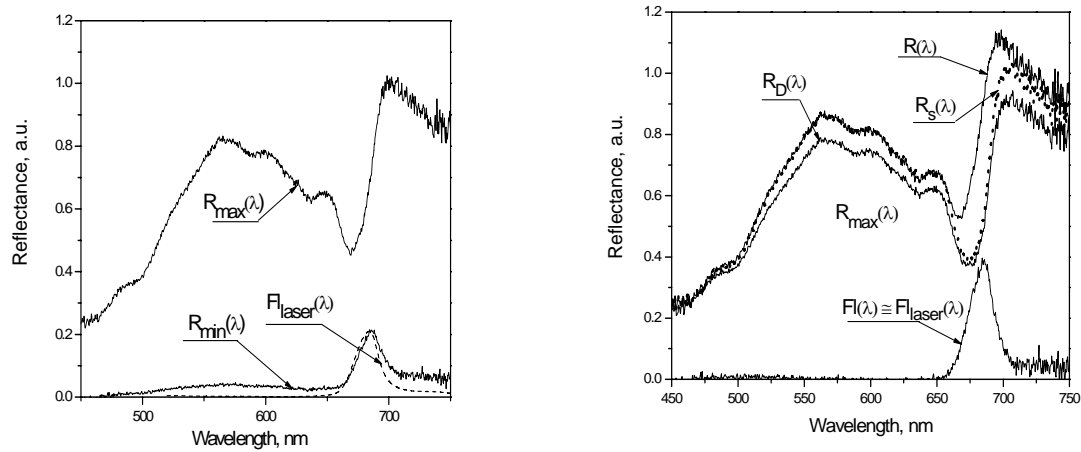 1.2
1.0
0.8
0.6
0.4
0.2
0.0
500
600
700
Reflectance, a.u.
Wavelength, nm
Rmax(λ)
Rmin(λ)
Fllaser(λ)
1.2
1.0
0.8
0.6
0.4
0.2
0.0
450
500
550
600
650
700
750
Reflectance, a.u.
Wavelength, nm
R(λ)
RD(λ)
Rs(λ)
Rmax(λ)
Fl(λ) ≅ Fllaser(λ)